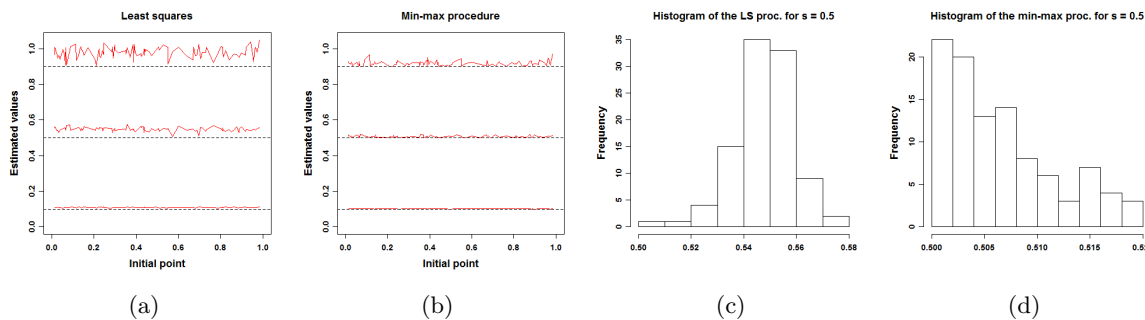 Least squares
Estimated values
1.0
0.8
0.6
0.4
0.2
0.0
0.0 0.2 0.4 0.6 0.8 1.0
Initial point
(a)
Min-max procedure
Estimated values
1.0
0.8
0.6
0.4
0.2
0.0
0.0 0.2 0.4 0.6 0.8 1.0
Initial point
(b)
Histogram of the LS proc. for s = 0.5
Frequency
35
30
25
20
15
10
5
0
0.50 0.52 0.54 0.56 0.58
(c)
Histogram of the min-max proc. for s = 0.5
Frequency
20
15
10
5
0
0.500 0.505 0.510 0.515
(d)